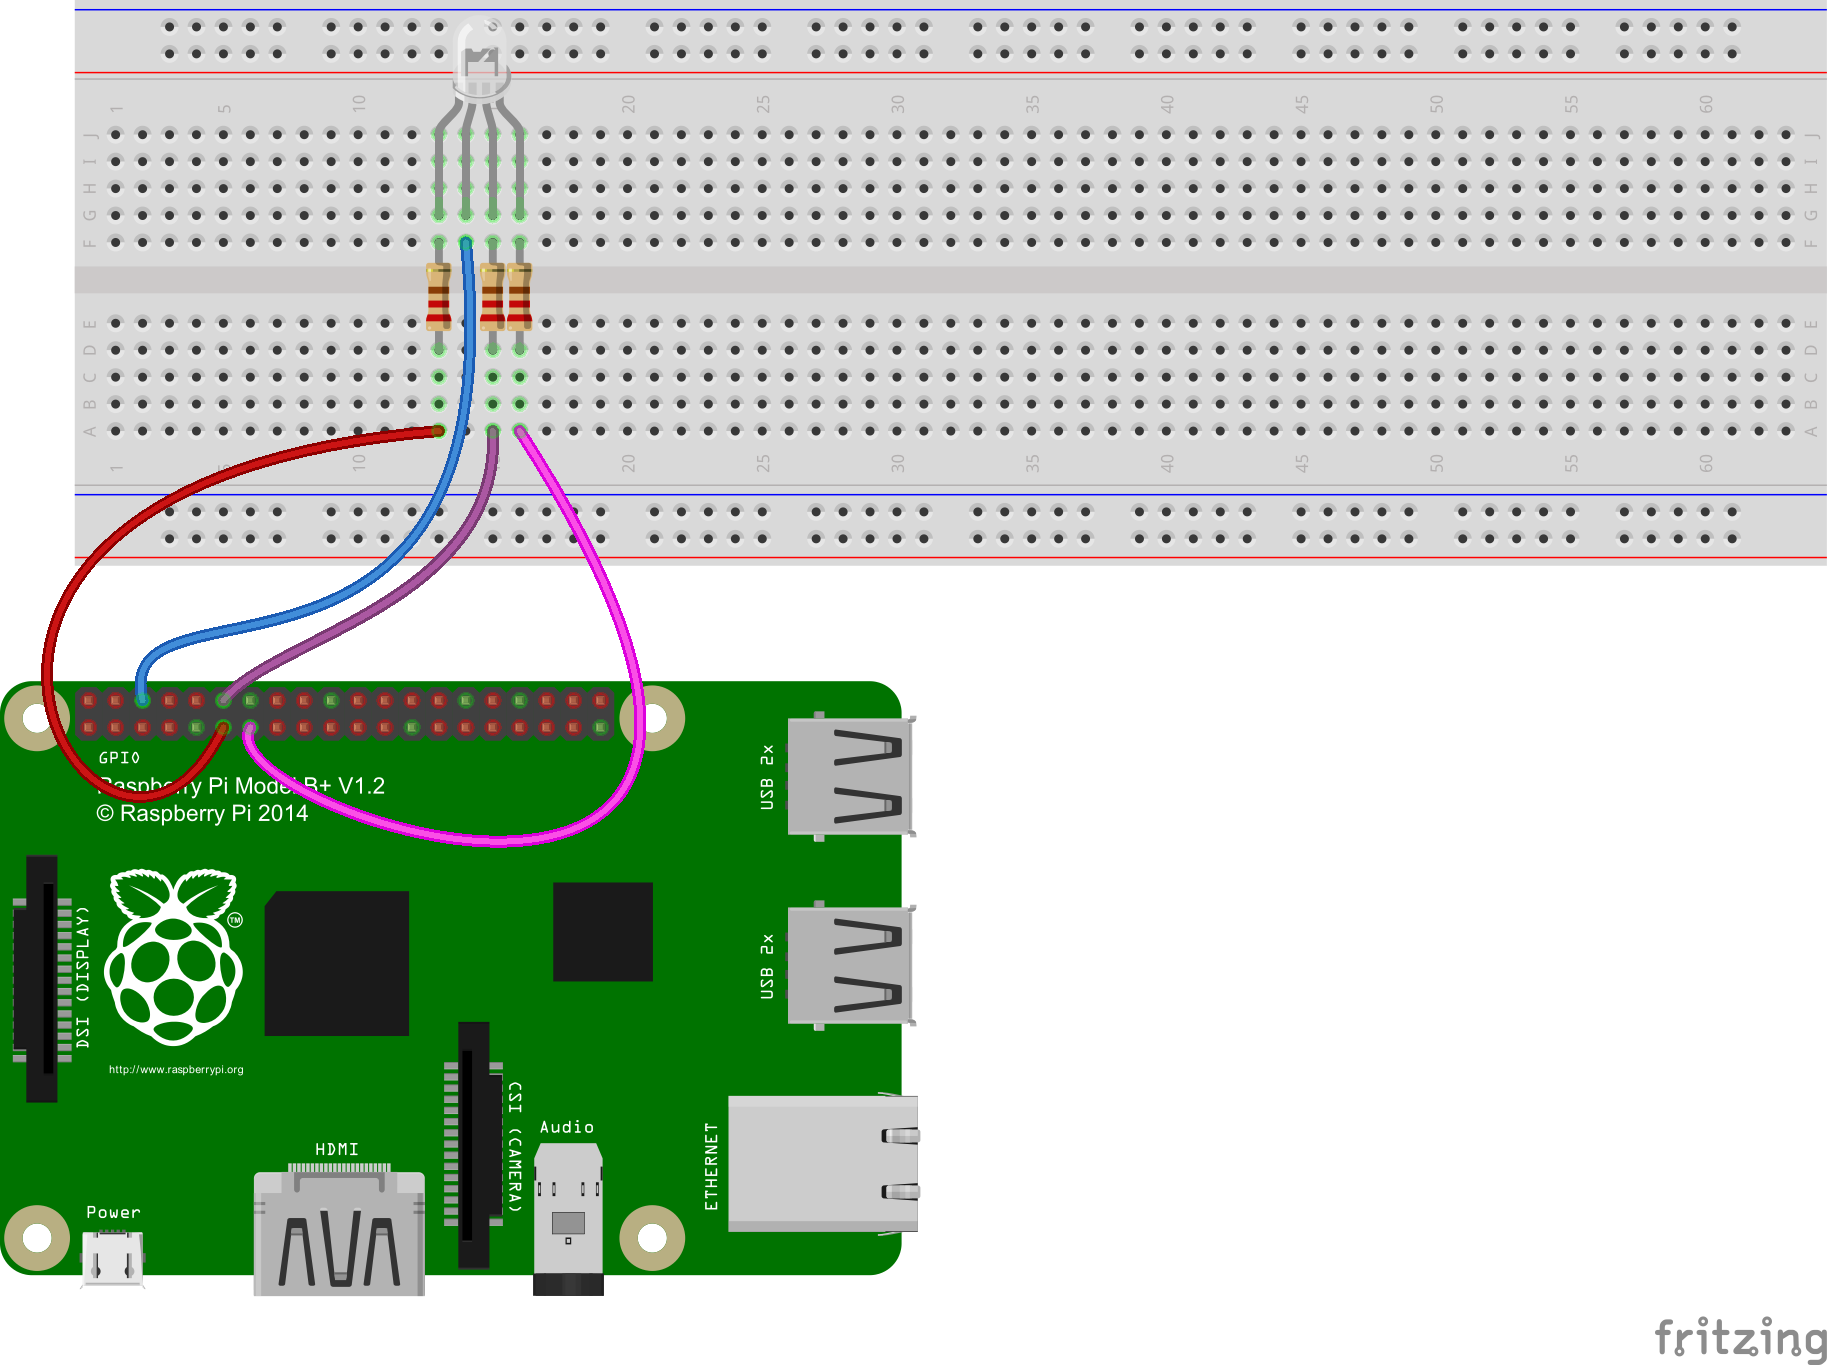 1 5 10 20 25 30 35 40 45 50 55 60
J J
I I
H H
G G
F F
E E
D D
C C
B B
A A
1 10 20 25 30 35 40 45 50 55 60
GPIO
Raspberry Pi Model B+ V1.2
© Raspberry Pi 2014
USB 2x
DSI (DISPLAY)
TM
USB 2x
http://www.raspberrypi.org
CSI (CAMERA)
Audio
ETHERNET
HDMI
Power
fritzing